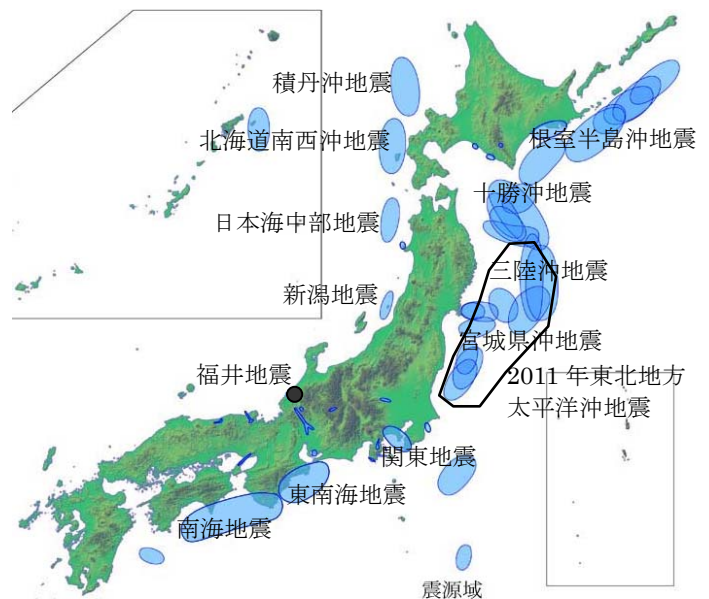 積丹沖地震
北海道南西沖地震
根室半島沖地震
十勝沖地震
日本海中部地震
三陸沖地震
新潟地震
宮城県沖地震
福井地震
2011 年東北地方
太平洋沖地震
関東地震
東南海地震
南海地震
震源域